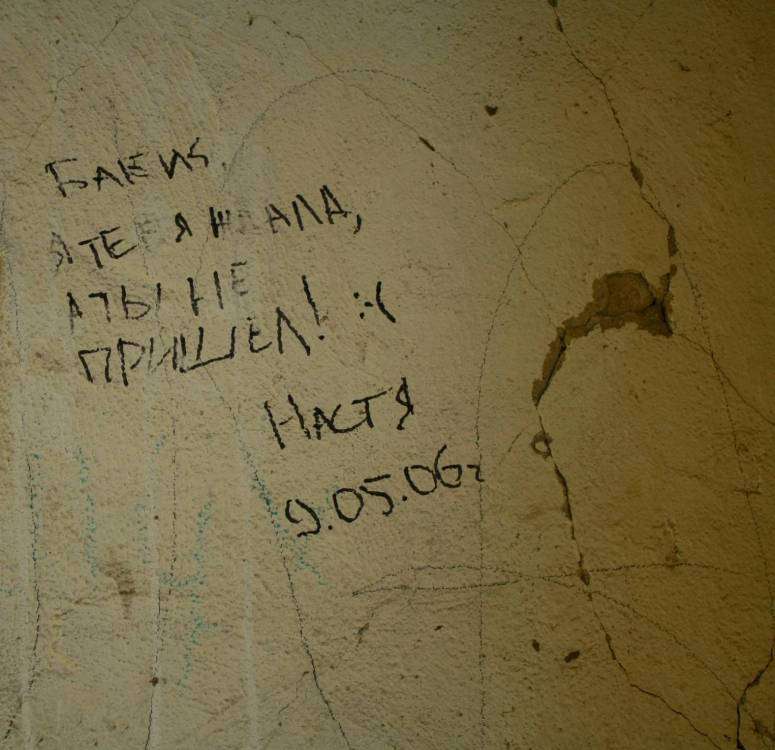 Я ТЕБЯ ЖДАЛА,
А ТЫ НЕ
ПРИШЕЛ! :-(
НАСТЯ
9.05.06г